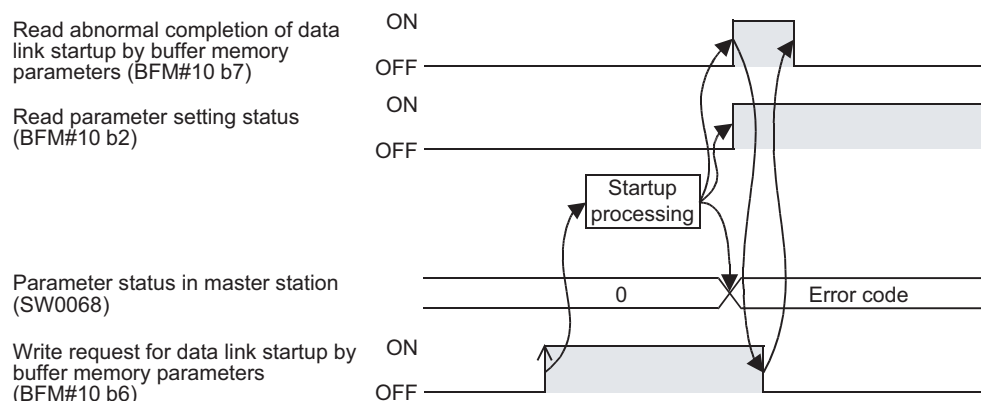 Read abnormal completion of data
link startup by buffer memory
parameters (BFM#10 b7)
ON
OFF
Read parameter setting status
(BFM#10 b2)
ON
OFF
Startup
processing
Parameter status in master station
(SW0068)
0
Error code
Write request for data link startup by
buffer memory parameters
(BFM#10 b6)
ON
OFF